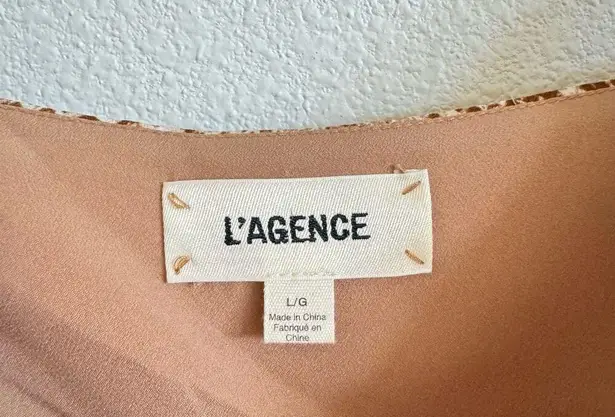 L'AGENCE
L/G
Made in China
Fabriqué en
Chine